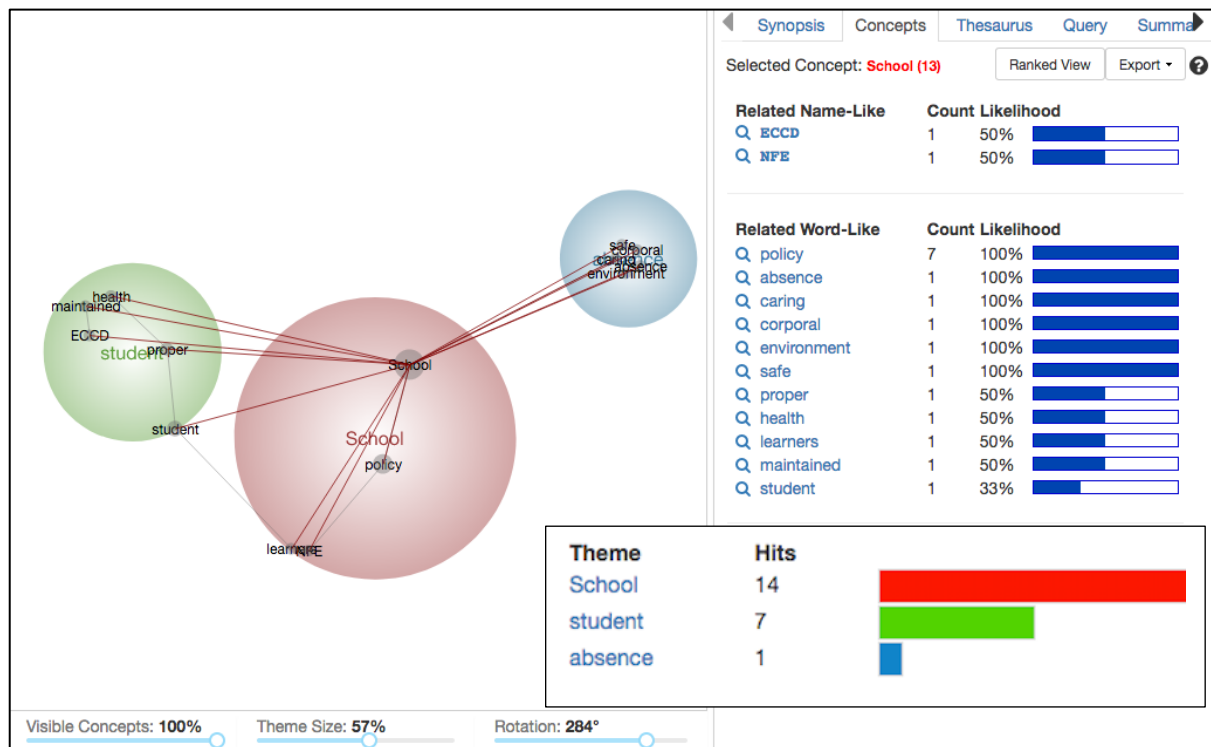 Synopsis Concepts Thesaurus Query Summa
Selected Concept: School (13) Ranked View Export
Related Name-Like Count Likelihood
ECCD 1 50%
NFE 1 50%
Related Word-Like Count Likelihood
policy 7 100%
absence 1 100%
caring 1 100%
corporal 1 100%
environment 1 100%
safe 1 100%
proper 1 50%
health 1 50%
learners 1 50%
maintained 1 50%
student 1 33%
safe
corporal
caring
absence
absence
environment
health
maintained
ECCD
proper
student
student
School
School
policy
learners
NFE
Theme Hits
School 14
student 7
absence 1
Visible Concepts: 100% Theme Size: 57% Rotation: 284°